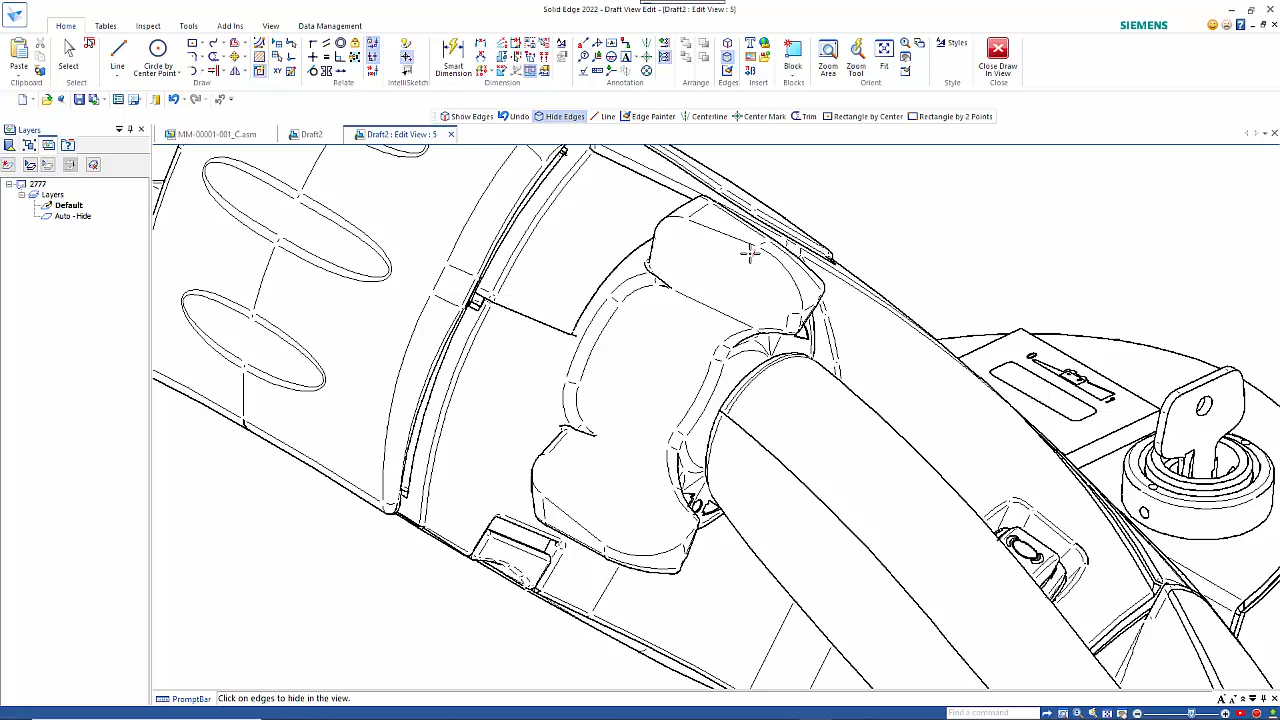 Solid Edge 2022 - Draft View Edit - [Draft2 : Edit View : 5]
Home Tables Inspect Tools Add Ins View Data Management SIEMENS
Paste Select Line Circle by Center Point Smart Dimension Block Zoom Area Zoom Tool Fit Styles Close Draw In View
Clipboard Select Draw Relate IntelliSketch Dimension Annotation Arrange Edges Insert Blocks Orient Style Close
Show Edges Undo Hide Edges Line Edge Painter Centerline Center Mark Trim Rectangle by Center Rectangle by 2 Points
Layers MM-00001-001_C.asm Draft2 Draft2 : Edit View : 5
2777
Layers
Default
Auto - Hide
PromptBar Click on edges to hide in the view.
Find a command